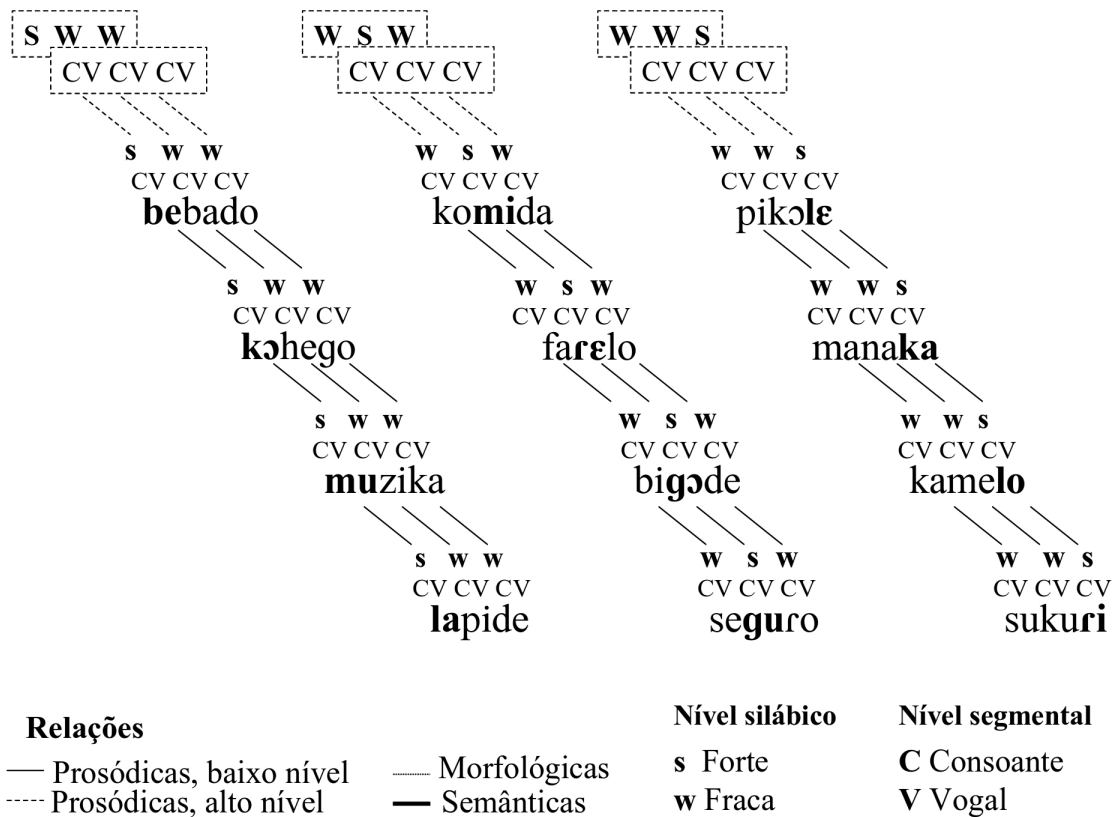 S W W W S W W W S
CV CV CV CV CV CV CV CV CV
s w w w s w w w s
CV CV CV CV CV CV CV CV CV
bebado komida pikɔlɛ
s w w w s w w w s
CV CV CV CV CV CV CV CV CV
kɔhego farɛlo manaka
s w w w s w w w s
CV CV CV CV CV CV CV CV CV
muzika bigɔde kamelo
s w w w s w w w s
CV CV CV CV CV CV CV CV CV
lapide seguɾo sukuɾi
Relações Nível silábico Nível segmental
Prosódicas, baixo nível Morfológicas s Forte C Consoante
Prosódicas, alto nível Semânticas w Fraca V Vogal